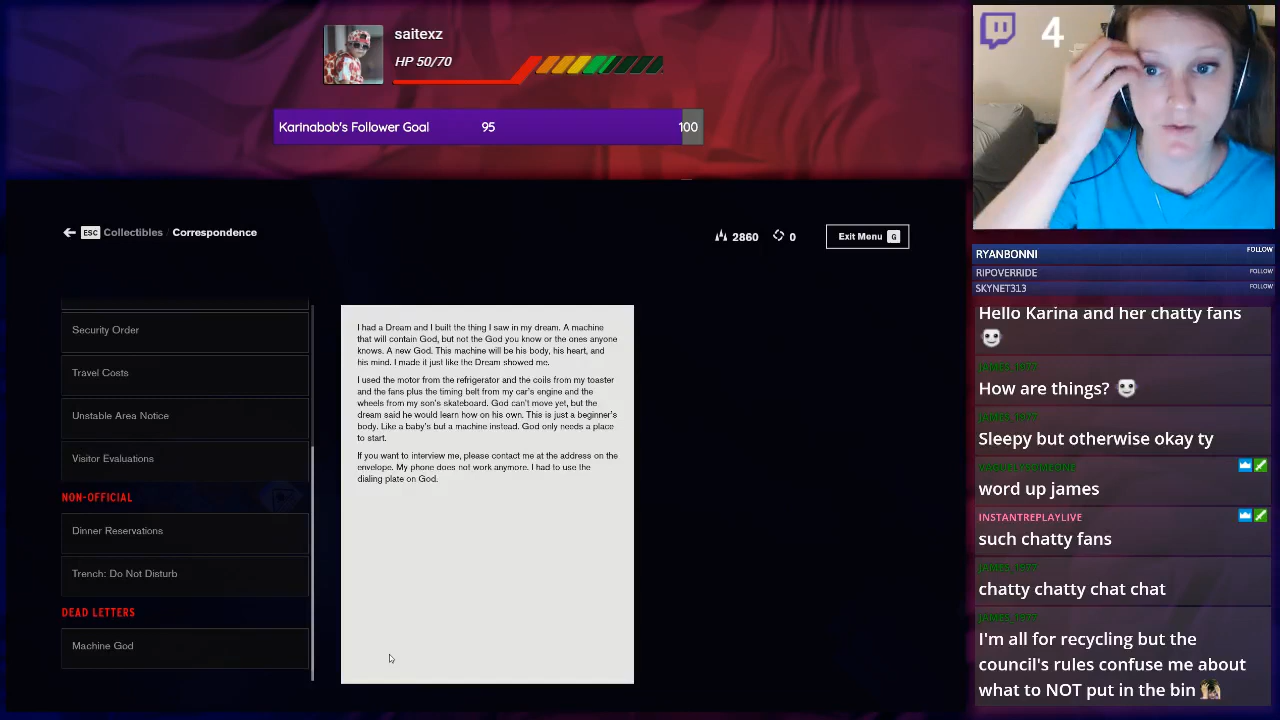 saitexz
HP 50/70
Karinabob's Follower Goal 95 100
4
ESC Collectibles / Correspondence
2860 0
Exit Menu G
Security Order
Travel Costs
Unstable Area Notice
Visitor Evaluations
NON-OFFICIAL
Dinner Reservations
Trench: Do Not Disturb
DEAD LETTERS
Machine God
I had a Dream and I built the thing I saw in my dream. A machine
that will contain God, but not the God you know or the ones anyone
knows. A new God. This machine will be his body, his heart, and
his mind. I made it just like the Dream showed me.
I used the motor from the refrigerator and the coils from my toaster
and the fans plus the timing belt from my car's engine and the
wheels from my son's skateboard. God can't move yet, but the
dream said he would learn how on his own. This is just a beginner's
body. Like a baby's but a machine instead. God only needs a place
to start.
If you want to interview me, please contact me at the address on the
envelope. My phone does not work anymore. I had to use the
dialing plate on God.
RYANBONNI FOLLOW
RIPOVERRIDE FOLLOW
SKYNET313 FOLLOW
Hello Karina and her chatty fans
How are things?
Sleepy but otherwise okay ty
VAGUELYSOMEONE
word up james
INSTANTREPLAYLIVE
such chatty fans
chatty chatty chat chat
I'm all for recycling but the
council's rules confuse me about
what to NOT put in the bin